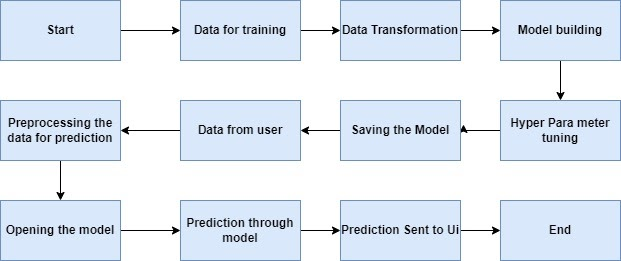 Start
Data for training
Data Transformation
Model building
Hyper Para meter
tuning
Saving the Model
Data from user
Preprocessing the
data for prediction
Opening the model
Prediction through
model
Prediction Sent to Ui
End